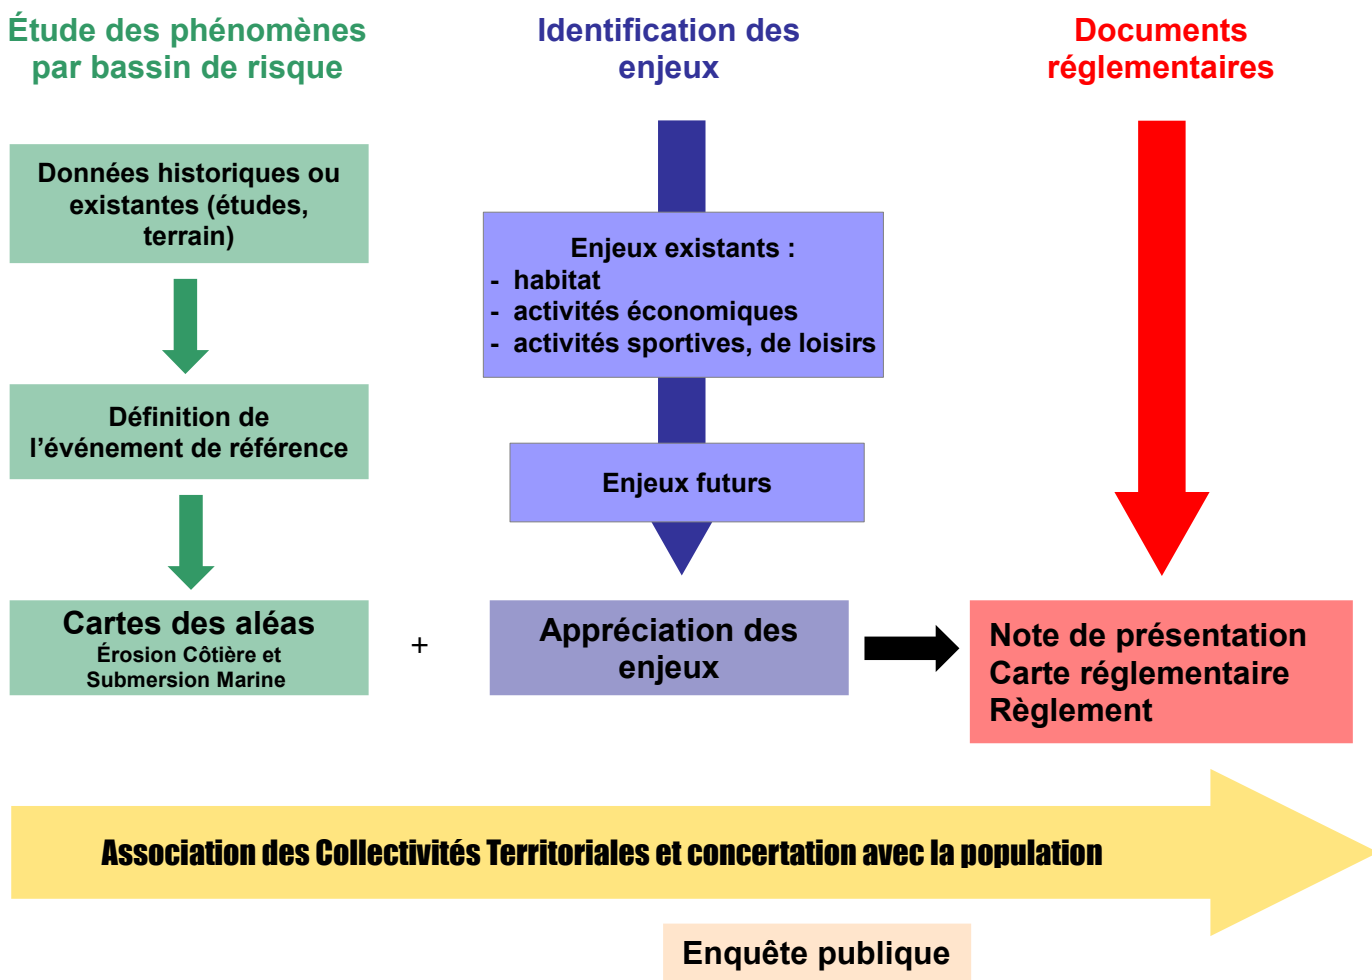 Étude des phénomènes
par bassin de risque
Données historiques ou
existantes (études,
terrain)
Définition de
l’événement de référence
Cartes des aléas
Érosion Côtière et
Submersion Marine
+
Identification des
enjeux
Enjeux existants :
- habitat
- activités économiques
- activités sportives, de loisirs
Enjeux futurs
Appréciation des
enjeux
Documents
réglementaires
Note de présentation
Carte réglementaire
Règlement
Association des Collectivités Territoriales et concertation avec la population
Enquête publique